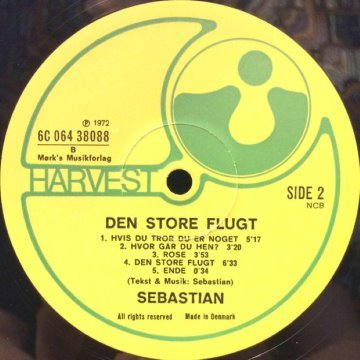 ℗ 1972
6C 064 38088
B
Mørk's Musikforlag
HARVEST
SIDE 2
NCB
DEN STORE FLUGT
1. HVIS DU TROR DU ER NOGET 5'17
2. HVOR GÅR DU HEN? 3'20
3. ROSE 3'53
4. DEN STORE FLUGT 6'33
5. ENDE 0'34
(Tekst & Musik: Sebastian)
SEBASTIAN
All rights reserved Made in Denmark